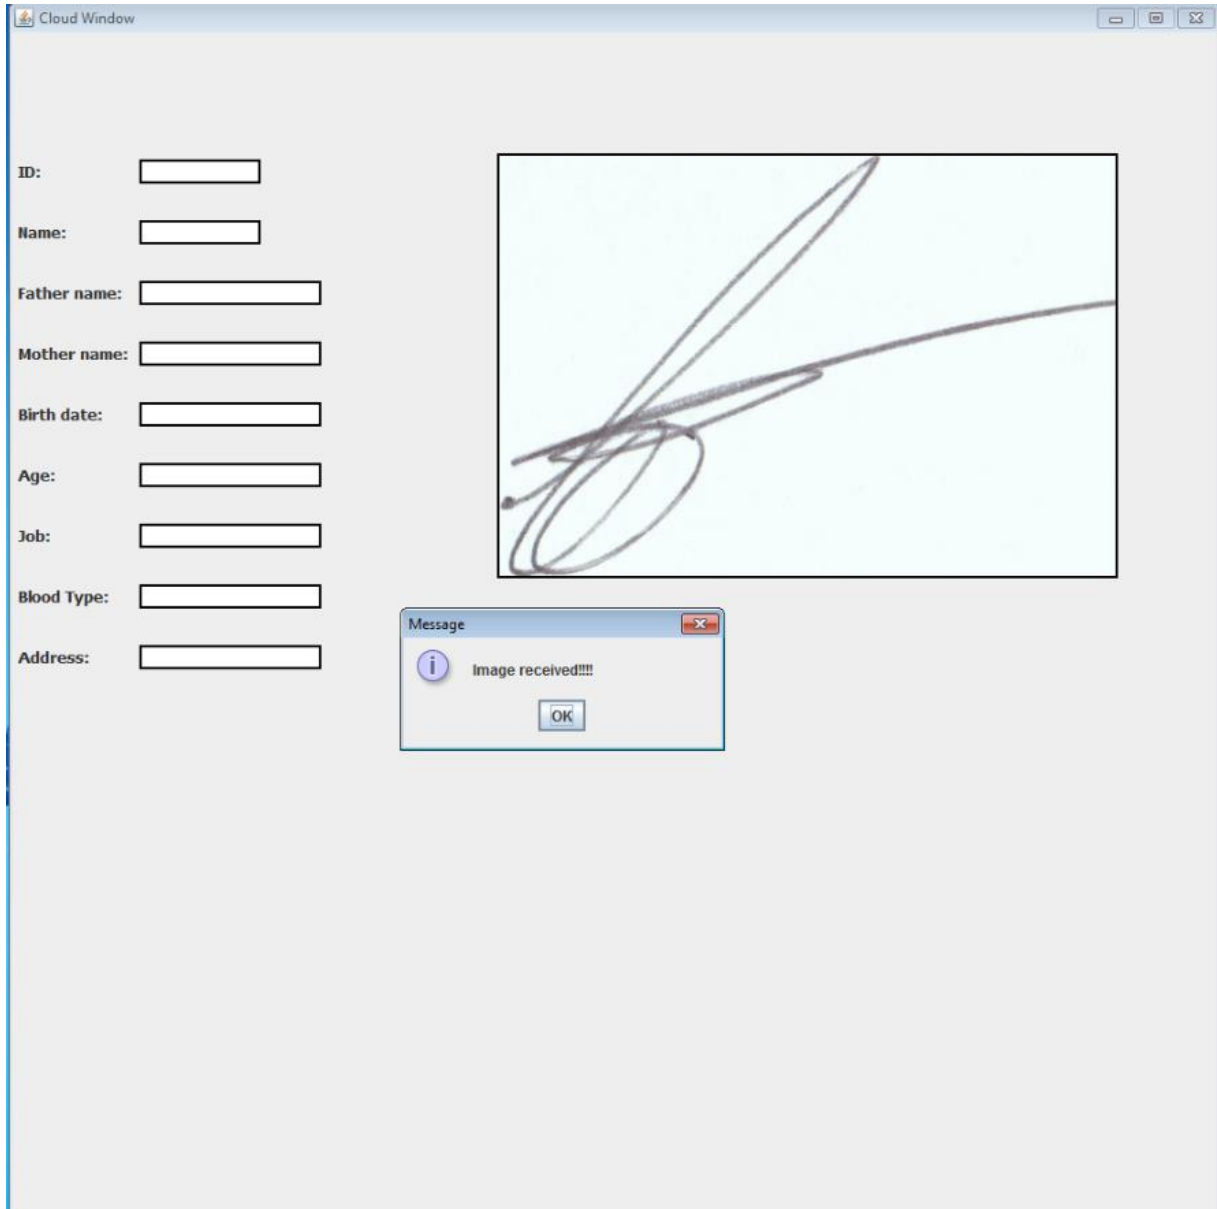 Cloud Window
ID:
Name:
Father name:
Mother name:
Birth date:
Age:
Job:
Blood Type:
Address:
Message
i
Image received!!!!
OK